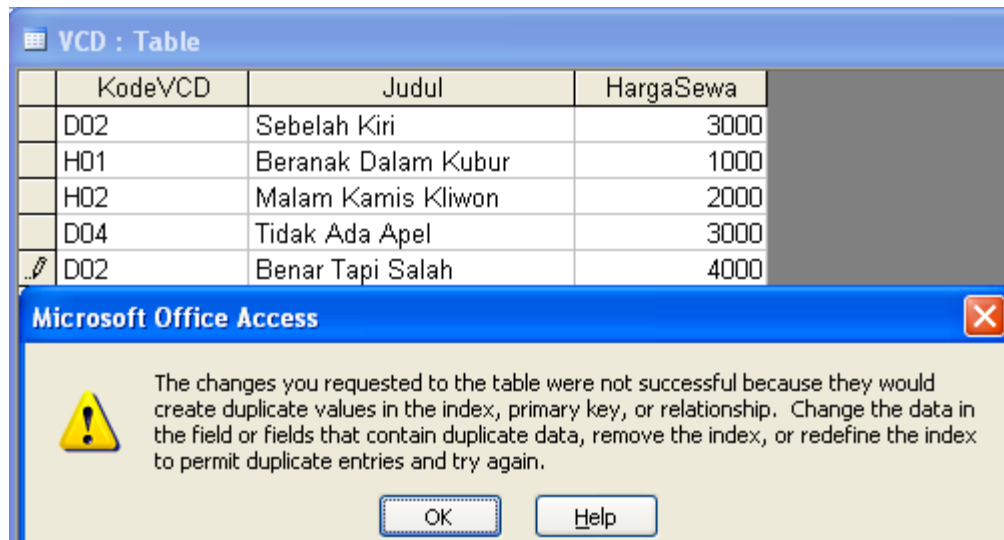 VCD : Table
KodeVCD Judul HargaSewa
D02 Sebelah Kiri 3000
H01 Beranak Dalam Kubur 1000
H02 Malam Kamis Kliwon 2000
D04 Tidak Ada Apel 3000
D02 Benar Tapi Salah 4000
Microsoft Office Access
The changes you requested to the table were not successful because they would
create duplicate values in the index, primary key, or relationship. Change the data in
the field or fields that contain duplicate data, remove the index, or redefine the index
to permit duplicate entries and try again.
OK Help